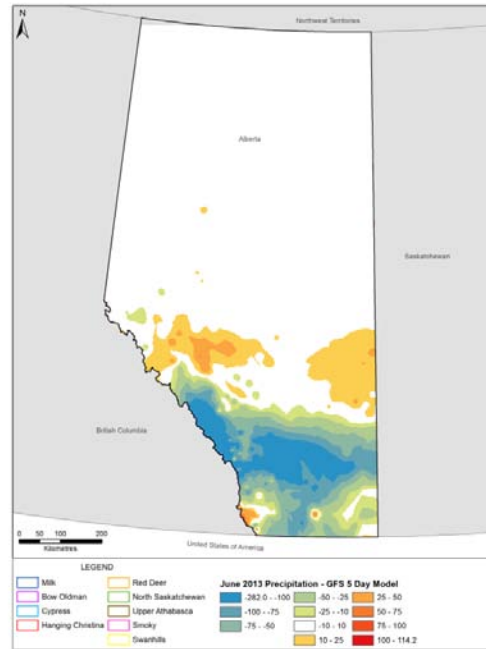 N
Northwest Territories
Alberta
Saskatchewan
British Columbia
0 50 100 200
Kilometres
United States of America
LEGEND
Milk
Bow Oldman
Cypress
Hanging Christina
Red Deer
North Saskatchewan
Upper Athabasca
Smoky
Swanhills
June 2013 Precipitation - GFS 5 Day Model
-282.0 - -100
-100 - -75
-75 - -50
-50 - -25
-25 - -10
-10 - 10
10 - 25
25 - 50
50 - 75
75 - 100
100 - 114.2